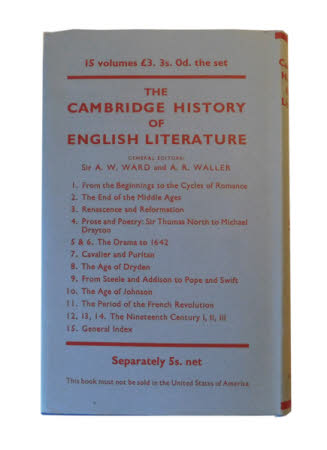 15 volumes £3. 3s. 0d. the set
THE
CAMBRIDGE HISTORY
OF
ENGLISH LITERATURE
GENERAL EDITORS:
Sir A. W. WARD and A. R. WALLER
1. From the Beginnings to the Cycles of Romance
2. The End of the Middle Ages
3. Renascence and Reformation
4. Prose and Poetry: Sir Thomas North to Michael
Drayton
5 & 6. The Drama to 1642
7. Cavalier and Puritan
8. The Age of Dryden
9. From Steele and Addison to Pope and Swift
10. The Age of Johnson
11. The Period of the French Revolution
12, 13, 14. The Nineteenth Century I, II, III
15. General Index
Separately 5s. net
This book must not be sold in the United States of America